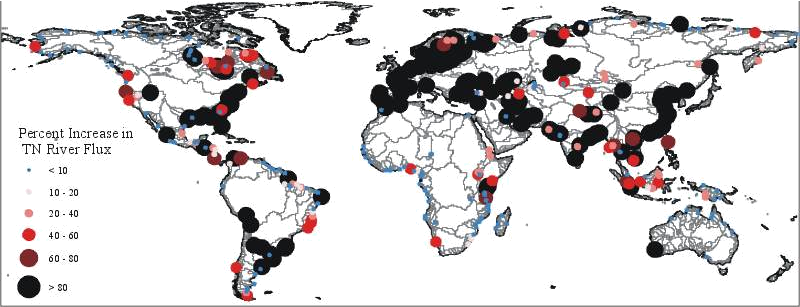 Percent Increase in
TN River Flux
< 10
10 - 20
20 - 40
40 - 60
60 - 80
> 80